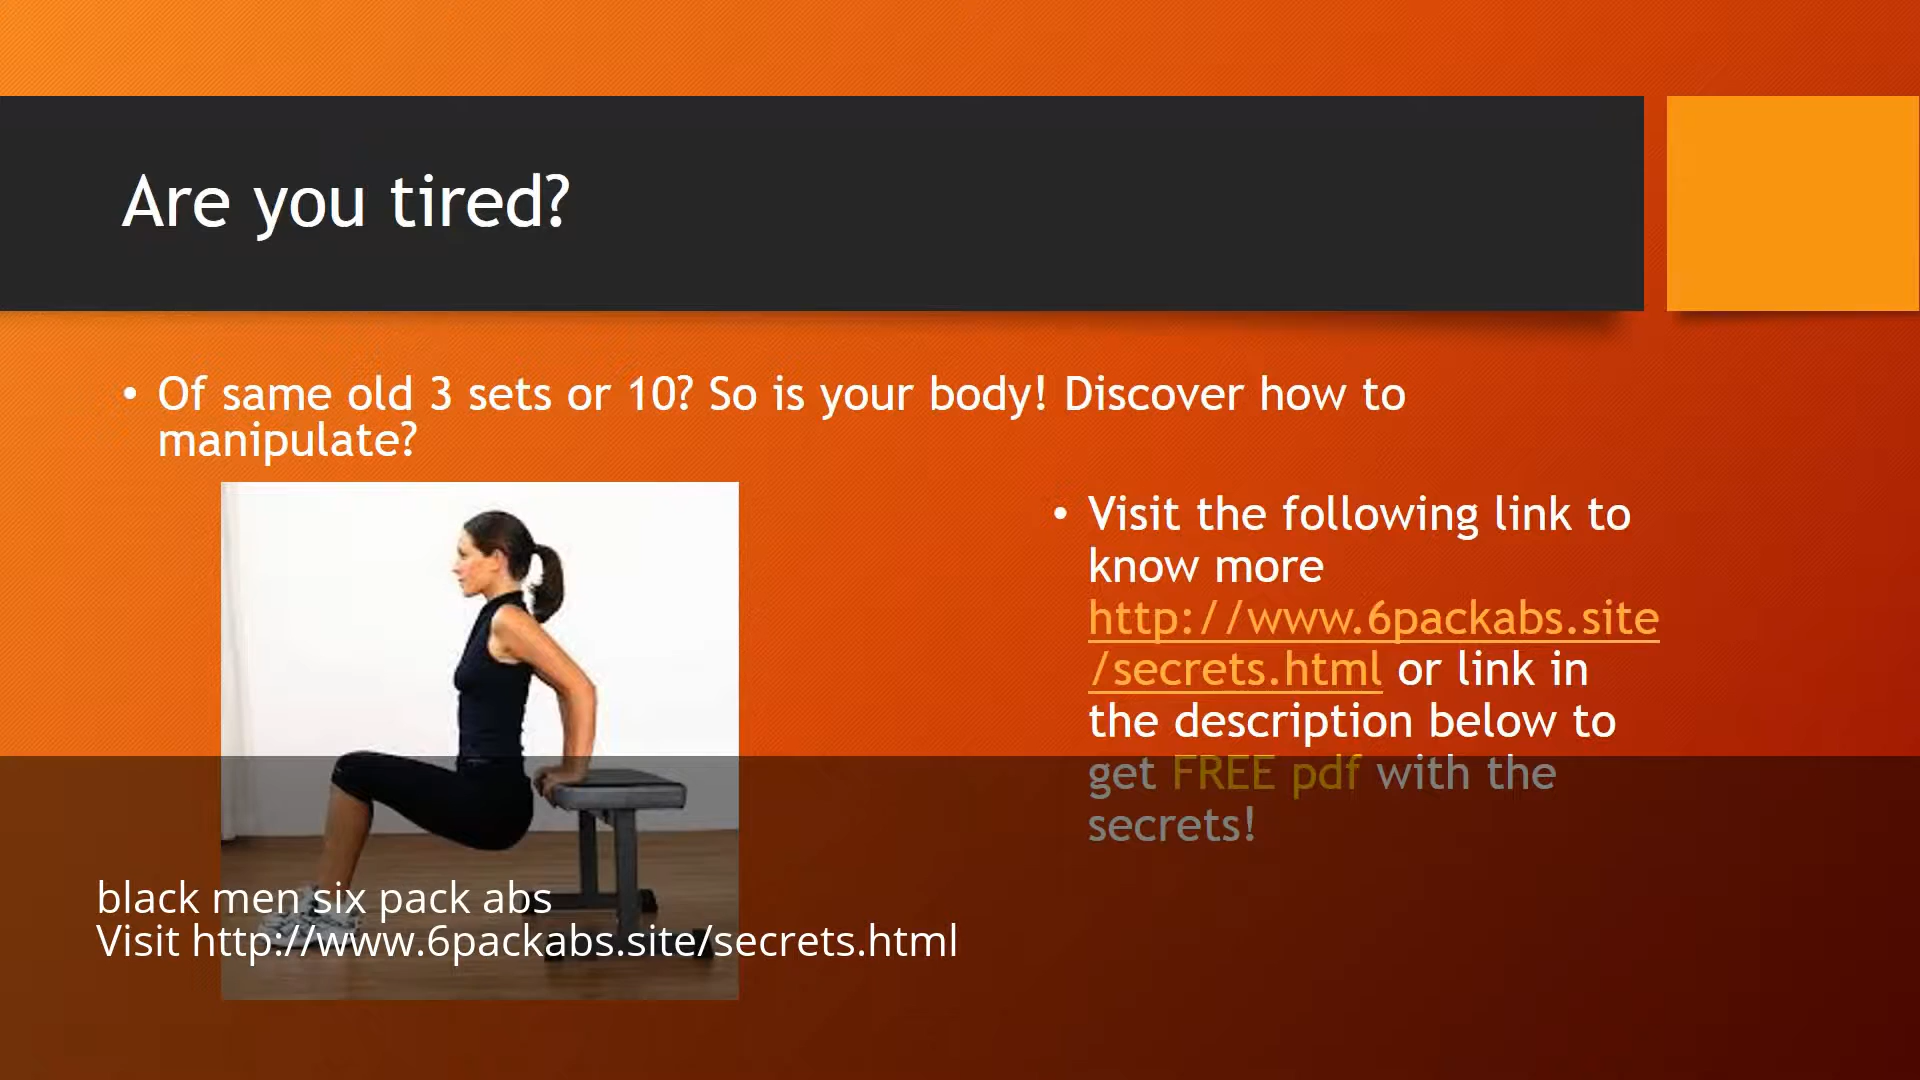 Are you tired?
• Of same old 3 sets or 10? So is your body! Discover how to
manipulate?
• Visit the following link to
know more
http://www.6packabs.site
/secrets.html or link in
the description below to
get FREE pdf with the
secrets!
black men six pack abs
Visit http://www.6packabs.site/secrets.html